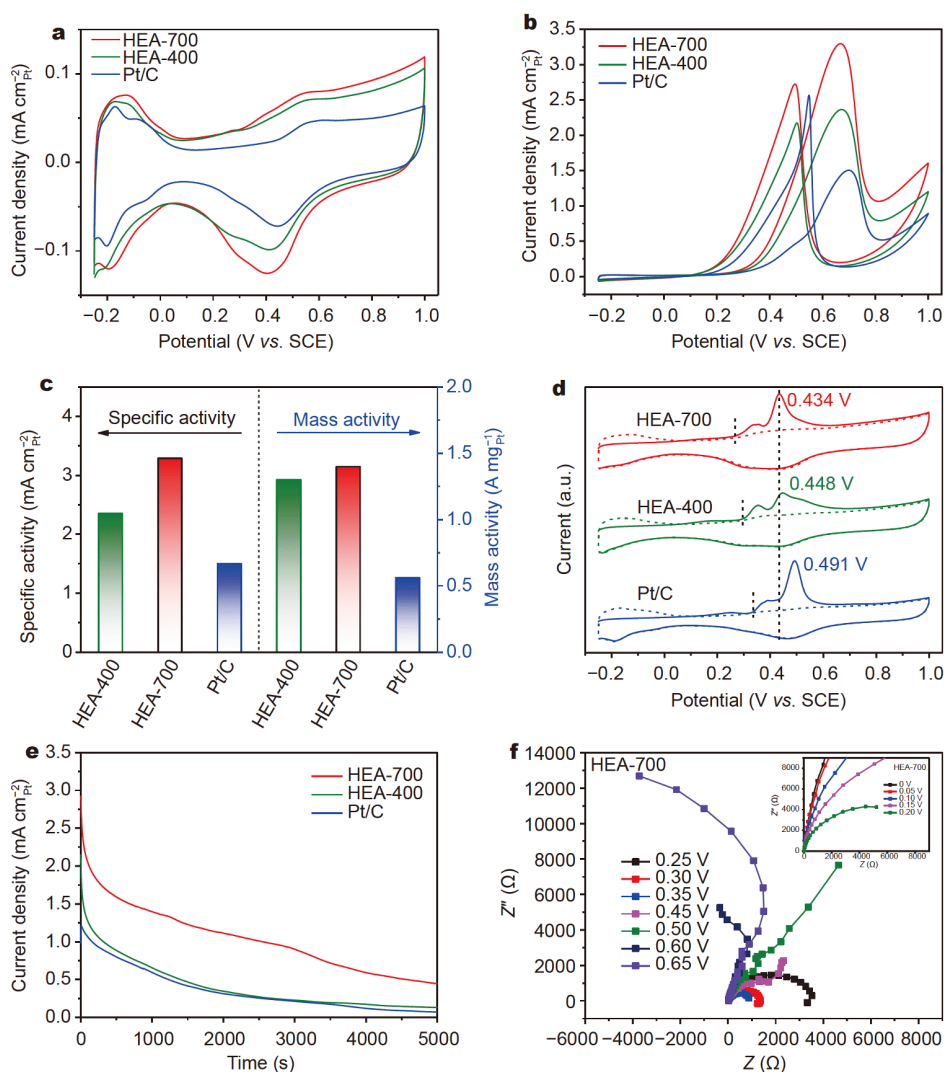 a
HEA-700
HEA-400
Pt/C
0.1
0.0
−0.1
Current density (mA cm−2Pt)
−0.2 0.0 0.2 0.4 0.6 0.8 1.0
Potential (V vs. SCE)
b
HEA-700
HEA-400
Pt/C
3.5
3.0
2.5
2.0
1.5
1.0
0.5
0.0
Current density (mA cm−2Pt)
−0.2 0.0 0.2 0.4 0.6 0.8 1.0
Potential (V vs. SCE)
c
Specific activity
Mass activity
4
3
2
1
0
Specific activity (mA cm−2Pt)
2.0
1.5
1.0
0.5
0.0
Mass activity (A mg−1Pt)
HEA-400
HEA-700
Pt/C
HEA-400
HEA-700
Pt/C
d
0.434 V
HEA-700
0.448 V
HEA-400
0.491 V
Pt/C
Current (a.u.)
−0.2 0.0 0.2 0.4 0.6 0.8 1.0
Potential (V vs. SCE)
e
HEA-700
HEA-400
Pt/C
3.5
3.0
2.5
2.0
1.5
1.0
0.5
0.0
Current density (mA cm−2Pt)
0 1000 2000 3000 4000 5000
Time (s)
f
HEA-700
14000
12000
10000
8000
6000
4000
2000
0
Z″ (Ω)
0.25 V
0.30 V
0.35 V
0.45 V
0.50 V
0.60 V
0.65 V
−6000 −4000 −2000 0 2000 4000 6000 8000
Z (Ω)
HEA-700
8000
6000
4000
2000
0
Z″ (Ω)
0 V
0.05 V
0.10 V
0.15 V
0.20 V
0 2000 4000 6000 8000
Z (Ω)